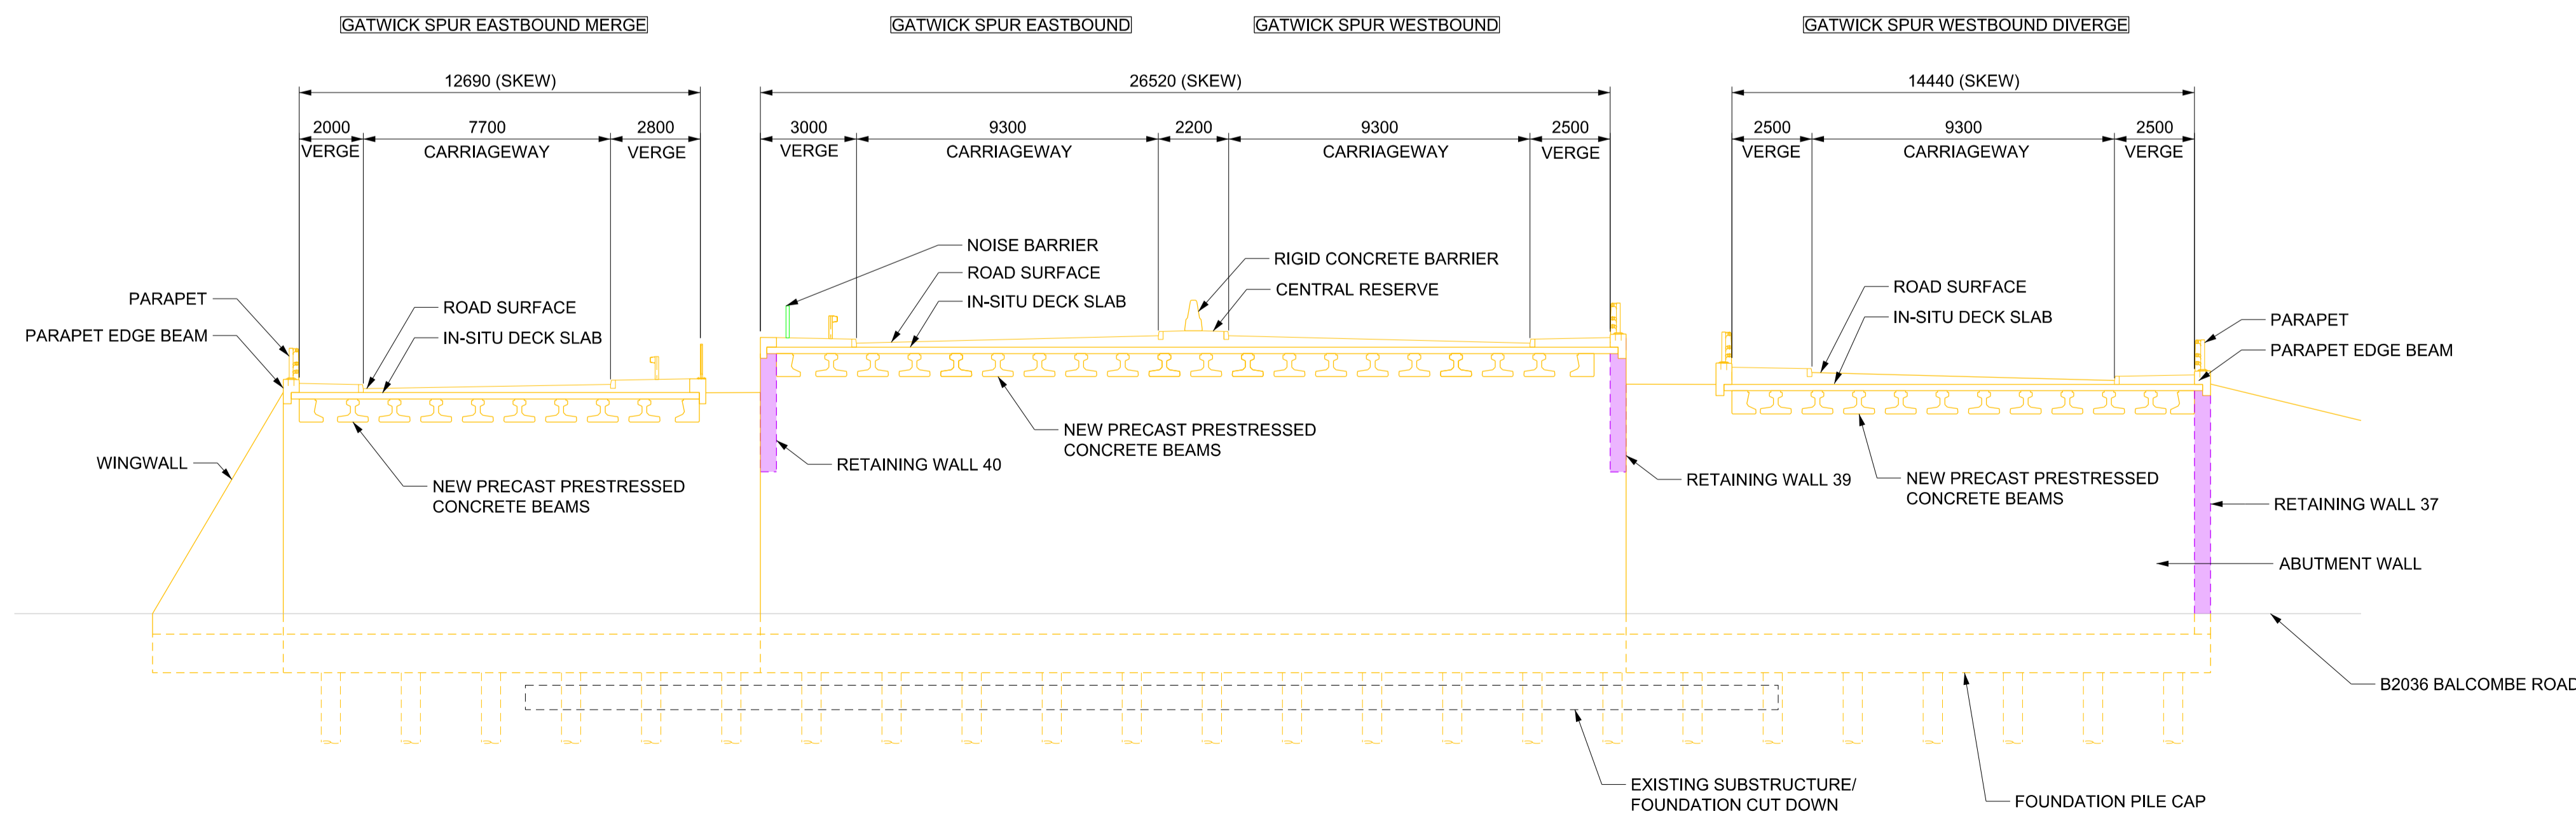 GATWICK SPUR EASTBOUND MERGE
GATWICK SPUR EASTBOUND
GATWICK SPUR WESTBOUND
GATWICK SPUR WESTBOUND DIVERGE
12690 (SKEW)
26520 (SKEW)
14440 (SKEW)
2000
7700
2800
3000
9300
2200
9300
2500
2500
9300
2500
VERGE
CARRIAGEWAY
VERGE
VERGE
CARRIAGEWAY
CARRIAGEWAY
VERGE
VERGE
CARRIAGEWAY
VERGE
NOISE BARRIER
ROAD SURFACE
IN-SITU DECK SLAB
RIGID CONCRETE BARRIER
CENTRAL RESERVE
ROAD SURFACE
IN-SITU DECK SLAB
PARAPET
PARAPET EDGE BEAM
ROAD SURFACE
IN-SITU DECK SLAB
PARAPET
PARAPET EDGE BEAM
WINGWALL
NEW PRECAST PRESTRESSED
CONCRETE BEAMS
RETAINING WALL 40
NEW PRECAST PRESTRESSED
CONCRETE BEAMS
RETAINING WALL 39
NEW PRECAST PRESTRESSED
CONCRETE BEAMS
RETAINING WALL 37
ABUTMENT WALL
B2036 BALCOMBE ROAD
EXISTING SUBSTRUCTURE/
FOUNDATION CUT DOWN
FOUNDATION PILE CAP